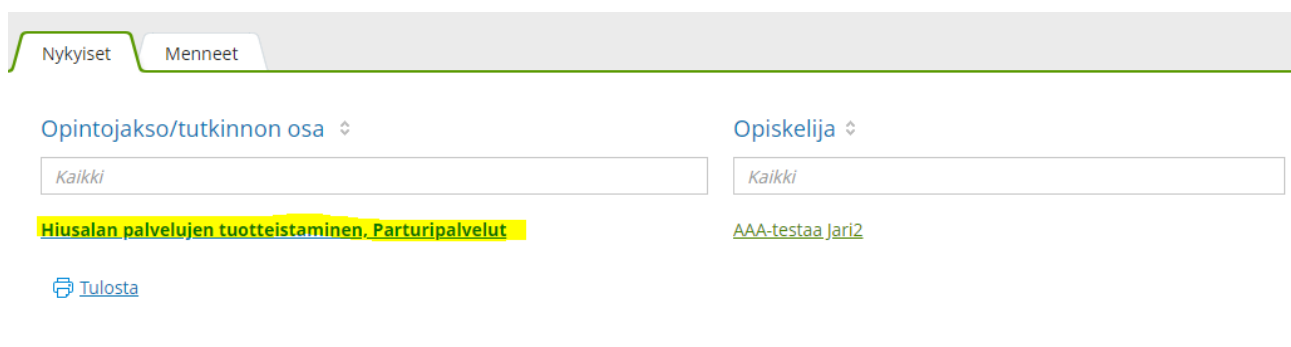 Nykyiset Menneet
Opintojakso/tutkinnon osa Opiskelija
Kaikki Kaikki
Hiusalan palvelujen tuotteistaminen, Parturipalvelut AAA-testaa Jari2
Tulosta